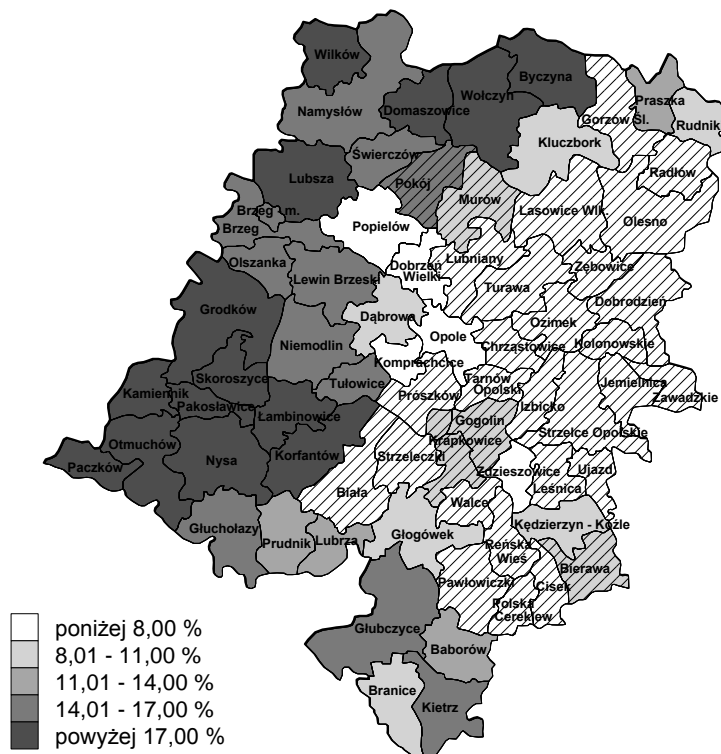 Wilków
Byczyna
Namysłów
Domaszowice
Wołczyn
Praszka
Gorzów Śl.
Rudnik
Kluczbork
Świerczów
Radłów
Lubsza
Pokój
Murów
Lasowice Wlk.
Olesno
Brzeg m.
Brzeg
Popielów
Olszanka
Lewin Brzeski
Dobrzeń
Wielki
Łubniany
Turawa
Zębowice
Dobrodzień
Grodków
Dąbrowa
Opole
Ozimek
Niemodlin
Chrząstowice
Kolonowskie
Komprachcice
Skoroszyce
Tułowice
Tarnów
Opolski
Jemielnica
Kamiennik
Pakosławice
Prószków
Izbicko
Zawadzkie
Łambinowice
Gogolin
Otmuchów
Krapkowice
Strzelce Opolskie
Paczków
Nysa
Korfantów
Strzeleczki
Zdzieszowice
Ujazd
Leśnica
Biała
Walce
Głuchołazy
Prudnik
Lubrza
Głogówek
Kędzierzyn - Koźle
Reńska
Wieś
Bierawa
Pawłowiczki
Cisek
Polska
Cerekiew
Głubczyce
Baborów
Branice
Kietrz
poniżej 8,00 %
8,01 - 11,00 %
11,01 - 14,00 %
14,01 - 17,00 %
powyżej 17,00 %